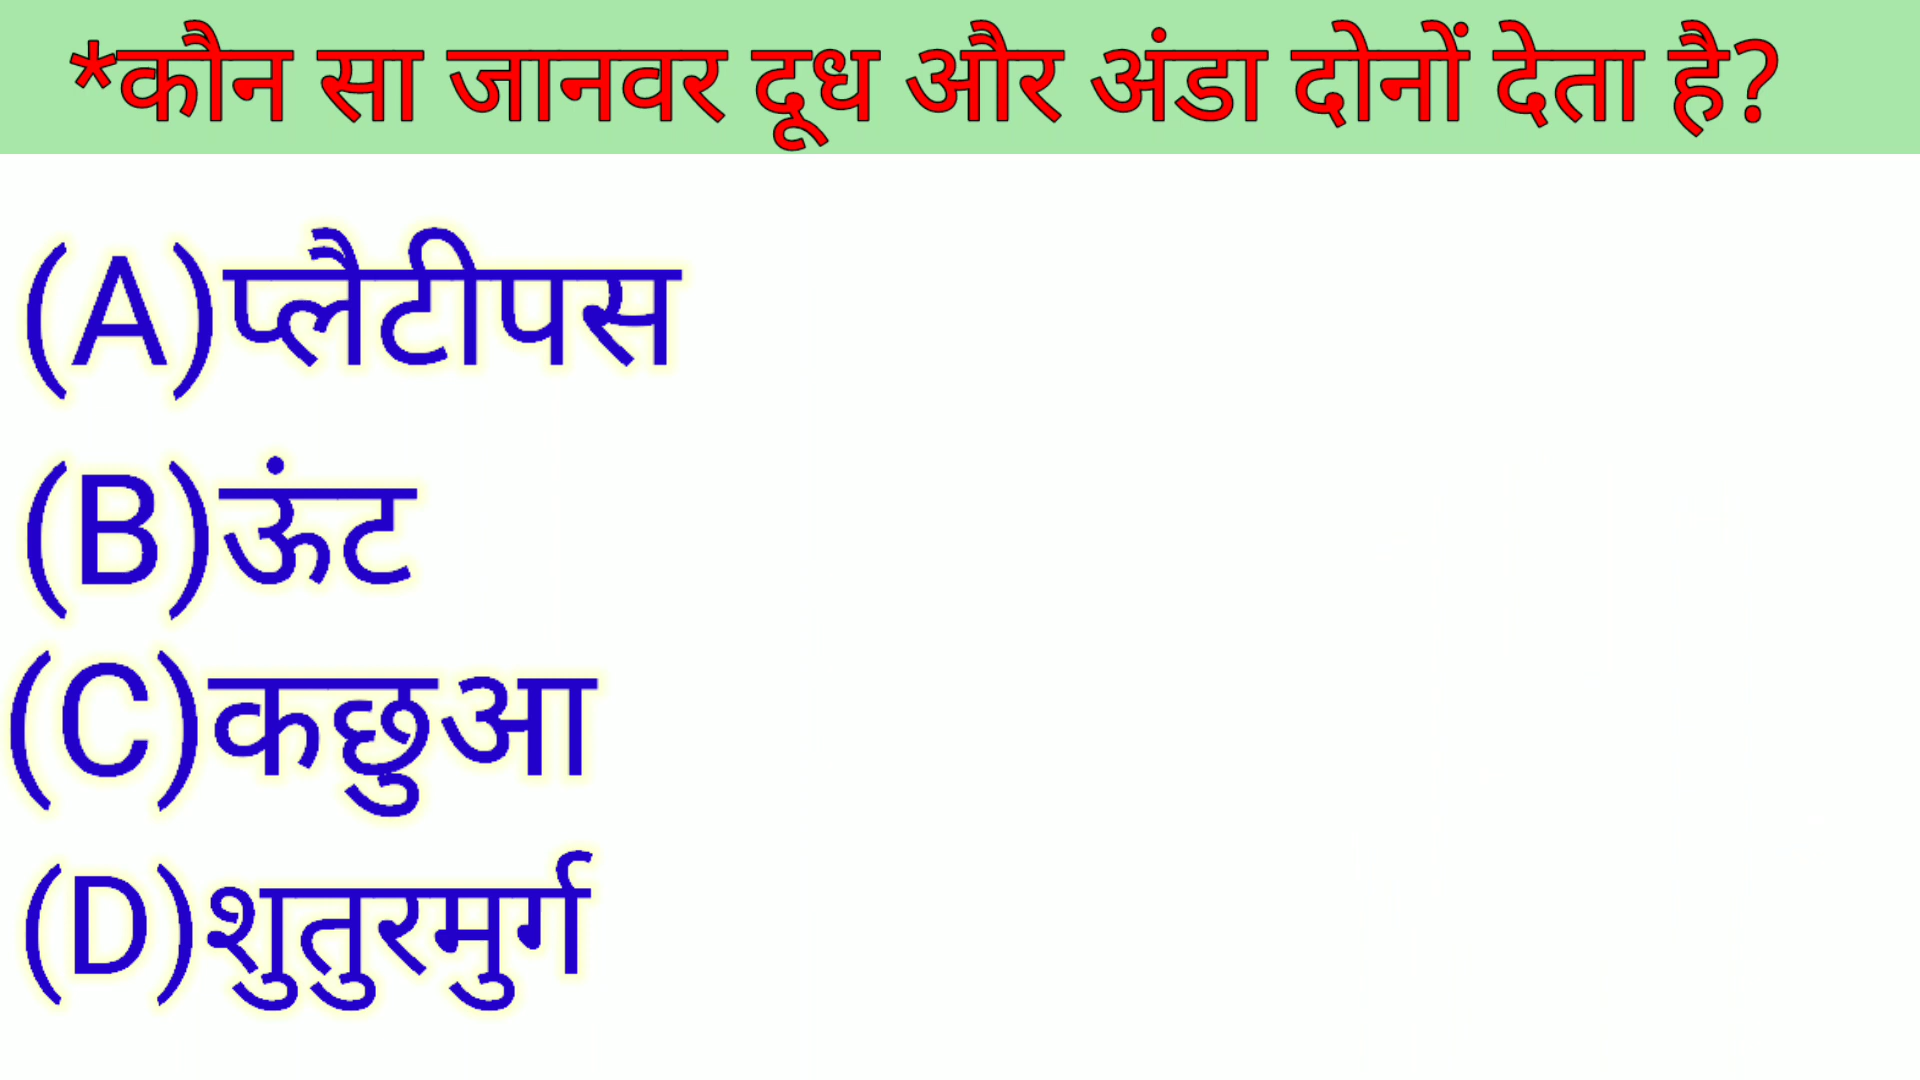 *कौन सा जानवर दूध और अंडा दोनों देता है?
(A)प्लैटीपस
(B)ऊंट
(C)कछुआ
(D)शुतुरमुर्ग